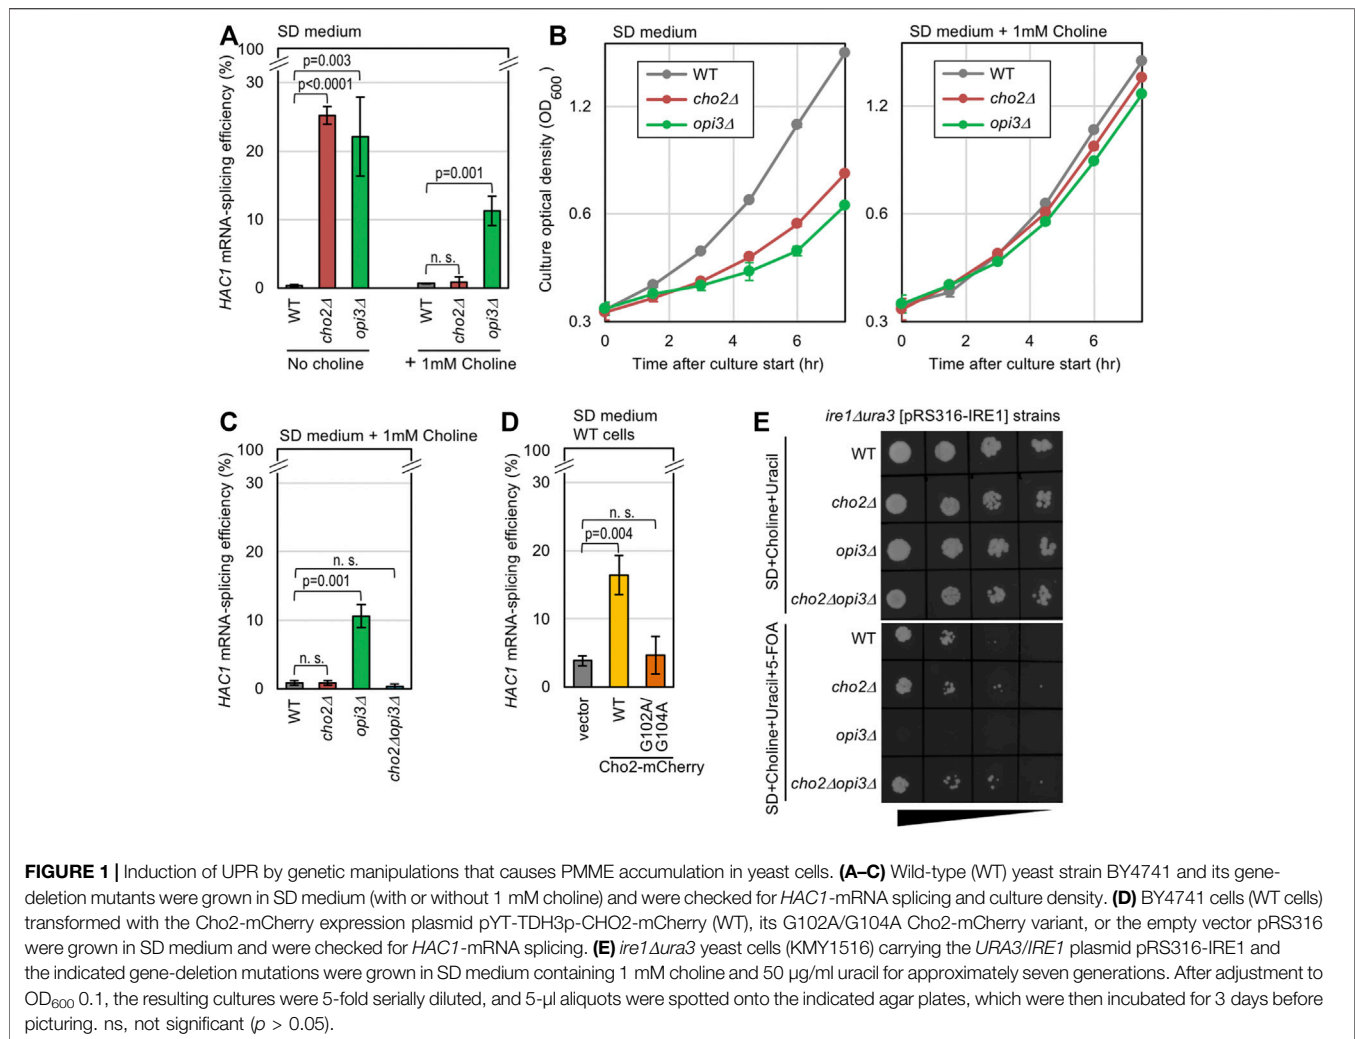 A
SD medium
HAC1 mRNA-splicing efficiency (%)
100
30
20
10
0
p=0.003
p<0.0001
p=0.001
n. s.
WT
cho2Δ
opi3Δ
WT
cho2Δ
opi3Δ
No choline
+ 1mM Choline
B
SD medium
Culture optical density (OD600)
1.2
0.6
0.3
WT
cho2Δ
opi3Δ
0 2 4 6
Time after culture start (hr)
SD medium + 1mM Choline
1.2
0.6
0.3
WT
cho2Δ
opi3Δ
0 2 4 6
Time after culture start (hr)
C
SD medium + 1mM Choline
HAC1 mRNA-splicing efficiency (%)
100
30
20
10
0
n. s.
p=0.001
n. s.
WT
cho2Δ
opi3Δ
cho2Δopi3Δ
D
SD medium
WT cells
HAC1 mRNA-splicing efficiency (%)
100
30
20
10
0
n. s.
p=0.004
vector
WT
G102A/
G104A
Cho2-mCherry
E
ire1Δura3 [pRS316-IRE1] strains
SD+Choline+Uracil
WT
cho2Δ
opi3Δ
cho2Δopi3Δ
SD+Choline+Uracil+5-FOA
WT
cho2Δ
opi3Δ
cho2Δopi3Δ
FIGURE 1 | Induction of UPR by genetic manipulations that causes PMME accumulation in yeast cells. (A–C) Wild-type (WT) yeast strain BY4741 and its gene-
deletion mutants were grown in SD medium (with or without 1 mM choline) and were checked for HAC1-mRNA splicing and culture density. (D) BY4741 cells (WT cells)
transformed with the Cho2-mCherry expression plasmid pYT-TDH3p-CHO2-mCherry (WT), its G102A/G104A Cho2-mCherry variant, or the empty vector pRS316
were grown in SD medium and were checked for HAC1-mRNA splicing. (E) ire1Δura3 yeast cells (KMY1516) carrying the URA3/IRE1 plasmid pRS316-IRE1 and
the indicated gene-deletion mutations were grown in SD medium containing 1 mM choline and 50 μg/ml uracil for approximately seven generations. After adjustment to
OD600 0.1, the resulting cultures were 5-fold serially diluted, and 5-μl aliquots were spotted onto the indicated agar plates, which were then incubated for 3 days before
picturing. ns, not significant (p > 0.05).